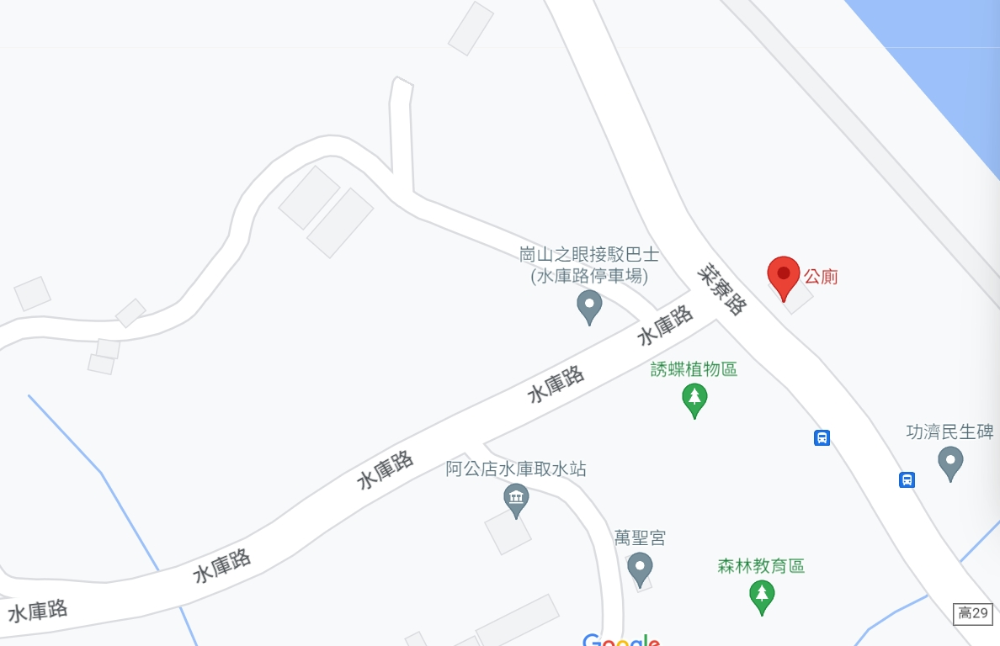 崗山之眼接駁巴士
(水庫路停車場)
菜寮路
公廁
水庫路
誘蝶植物區
水庫路
功濟民生碑
水庫路
阿公店水庫取水站
萬聖宮
水庫路
森林教育區
水庫路
高29
Google